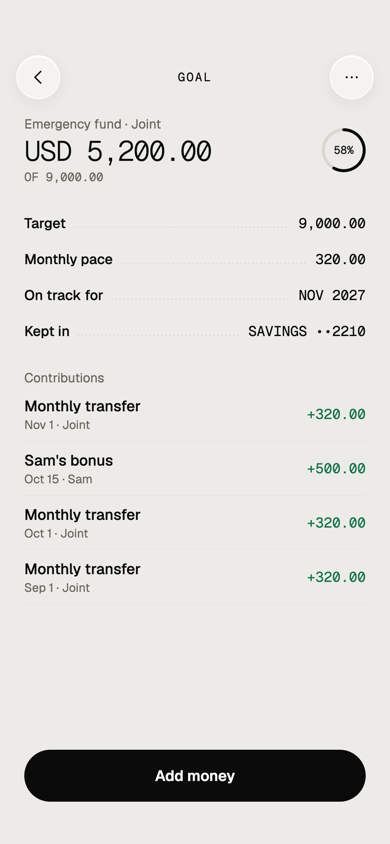 GOAL
Emergency fund · Joint
USD 5,200.00
OF 9,000.00
58%
Target 9,000.00
Monthly pace 320.00
On track for NOV 2027
Kept in SAVINGS ··2210
Contributions
Monthly transfer
Nov 1 · Joint
+320.00
Sam's bonus
Oct 15 · Sam
+500.00
Monthly transfer
Oct 1 · Joint
+320.00
Monthly transfer
Sep 1 · Joint
+320.00
Add money